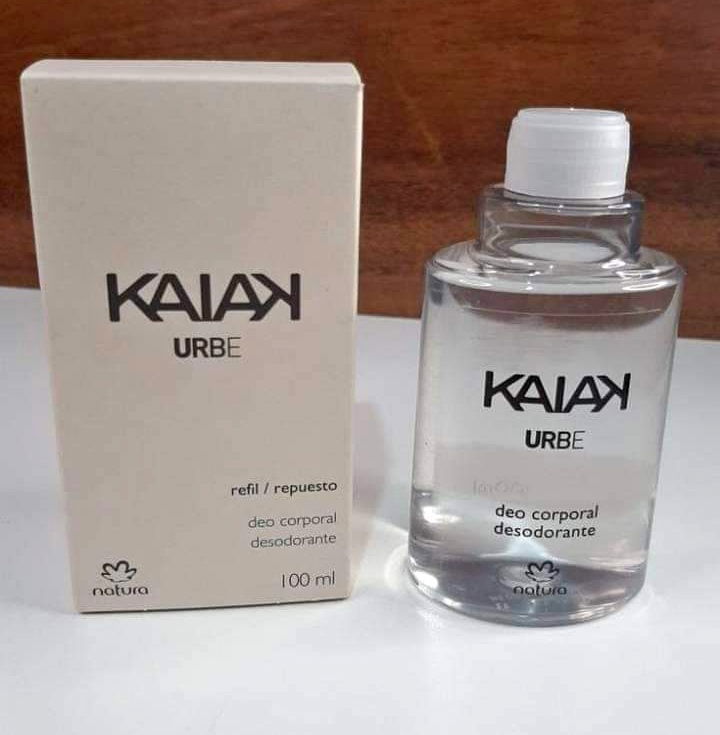 KAIAK
URBE
refil / repuesto
deo corporal
desodorante
100 ml
natura
KAIAK
URBE
deo corporal
desodorante
natura